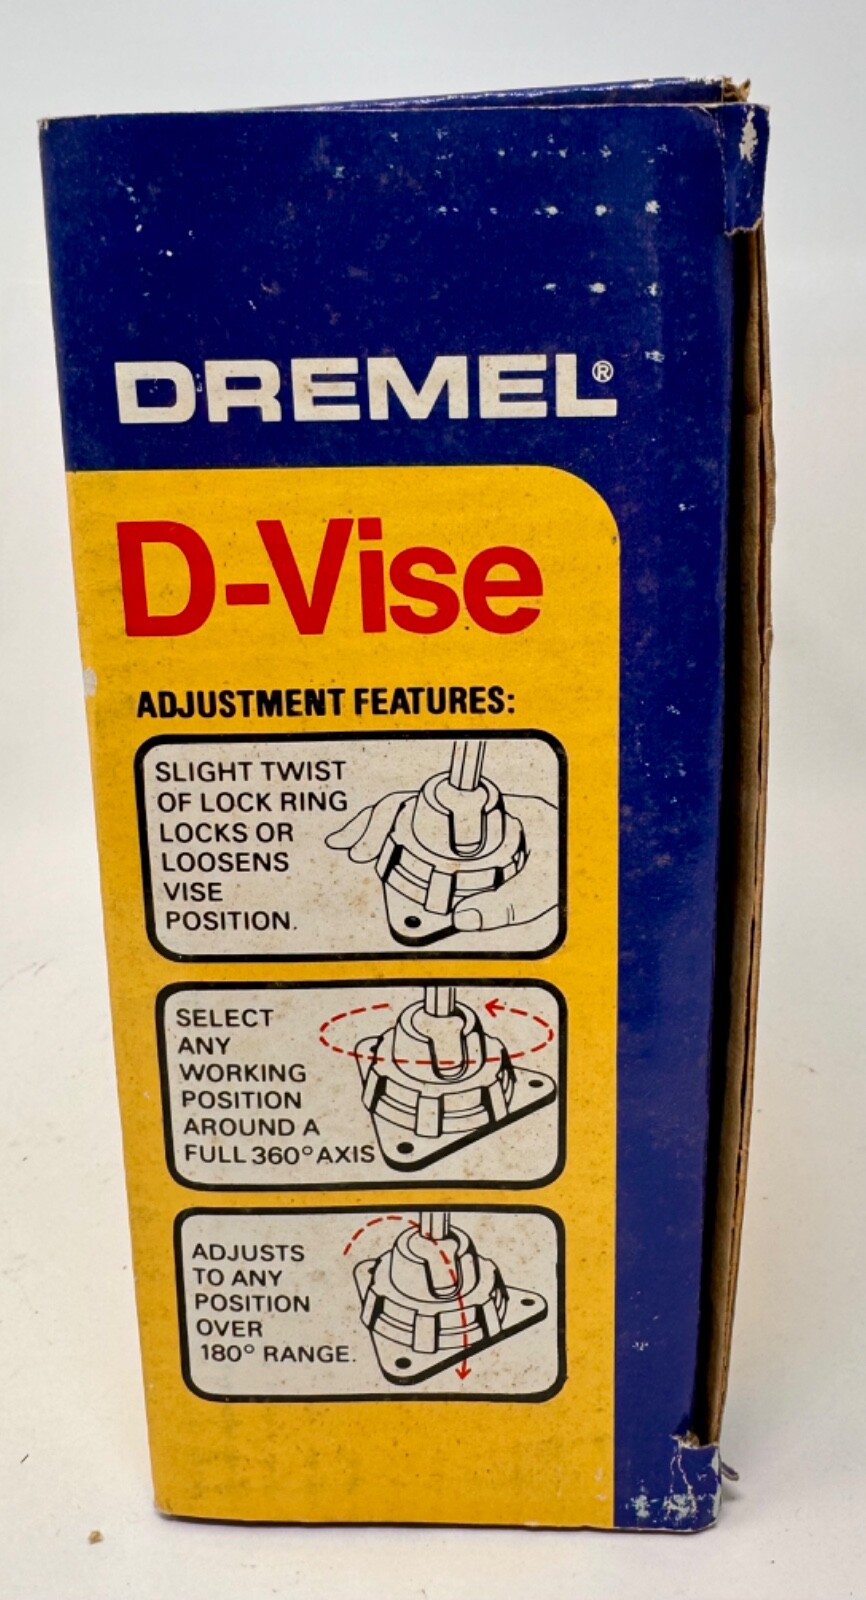 DREMEL®
D-Vise
ADJUSTMENT FEATURES:
SLIGHT TWIST
OF LOCK RING
LOCKS OR
LOOSENS
VISE
POSITION.
SELECT
ANY
WORKING
POSITION
AROUND A
FULL 360° AXIS
ADJUSTS
TO ANY
POSITION
OVER
180° RANGE.